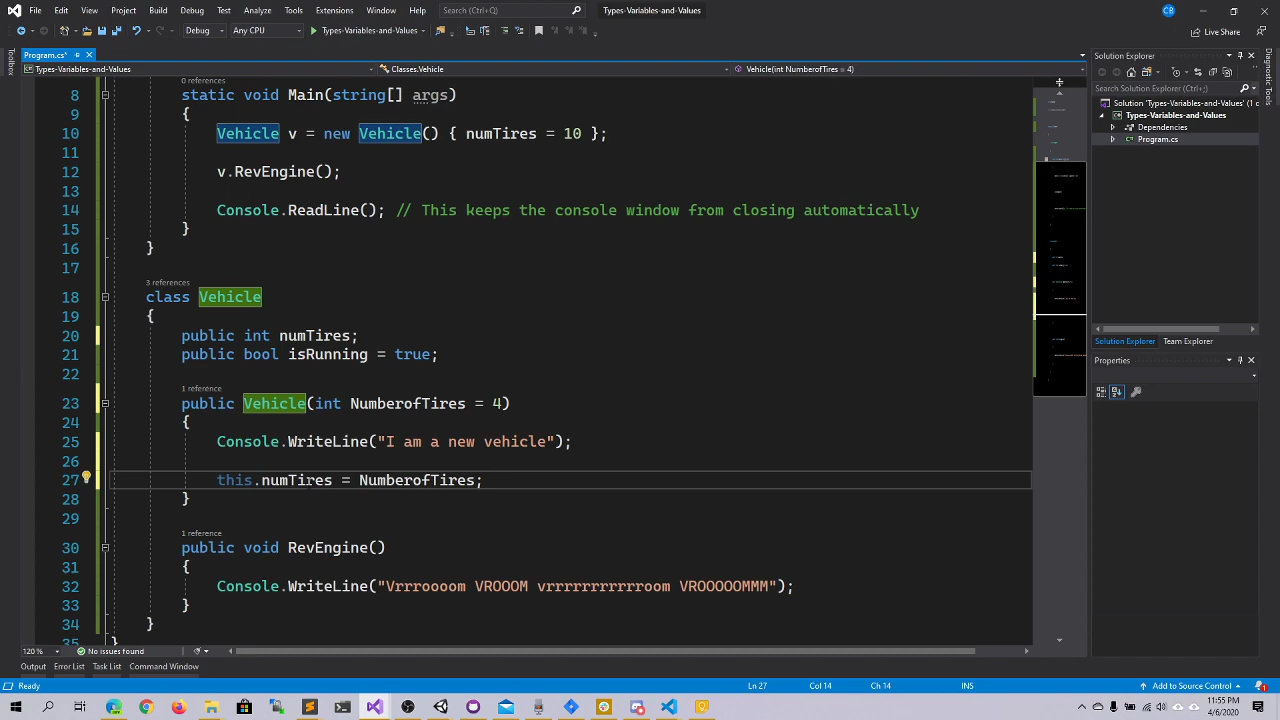 File Edit View Project Build Debug Test Analyze Tools Extensions Window Help Search (Ctrl+Q) Types-Variables-and-Values CB
Debug Any CPU Types-Variables-and-Values Live Share
Toolbox
Program.cs*
Types-Variables-and-Values Classes.Vehicle Vehicle(int NumberofTires = 4)
0 references
8 static void Main(string[] args)
9 {
10 Vehicle v = new Vehicle() { numTires = 10 };
11
12 v.RevEngine();
13
14 Console.ReadLine(); // This keeps the console window from closing automatically
15 }
16 }
17
3 references
18 class Vehicle
19 {
20 public int numTires;
21 public bool isRunning = true;
22
1 reference
23 public Vehicle(int NumberofTires = 4)
24 {
25 Console.WriteLine("I am a new vehicle");
26
27 this.numTires = NumberofTires;
28 }
29
1 reference
30 public void RevEngine()
31 {
32 Console.WriteLine("Vrrroooom VROOOM vrrrrrrrrrrroom VROOOOOMMM");
33 }
34 }
35 }
120 % No issues found
Output Error List Task List Command Window
Ready Ln 27 Col 14 Ch 14 INS Add to Source Control 1
Solution Explorer
Search Solution Explorer (Ctrl+;)
Solution 'Types-Variables-and-Values' (1 o
Types-Variables-and-Values
Dependencies
Program.cs
Solution Explorer Team Explorer
Properties
Diagnostic Tools
11:55 PM
4/6/2020